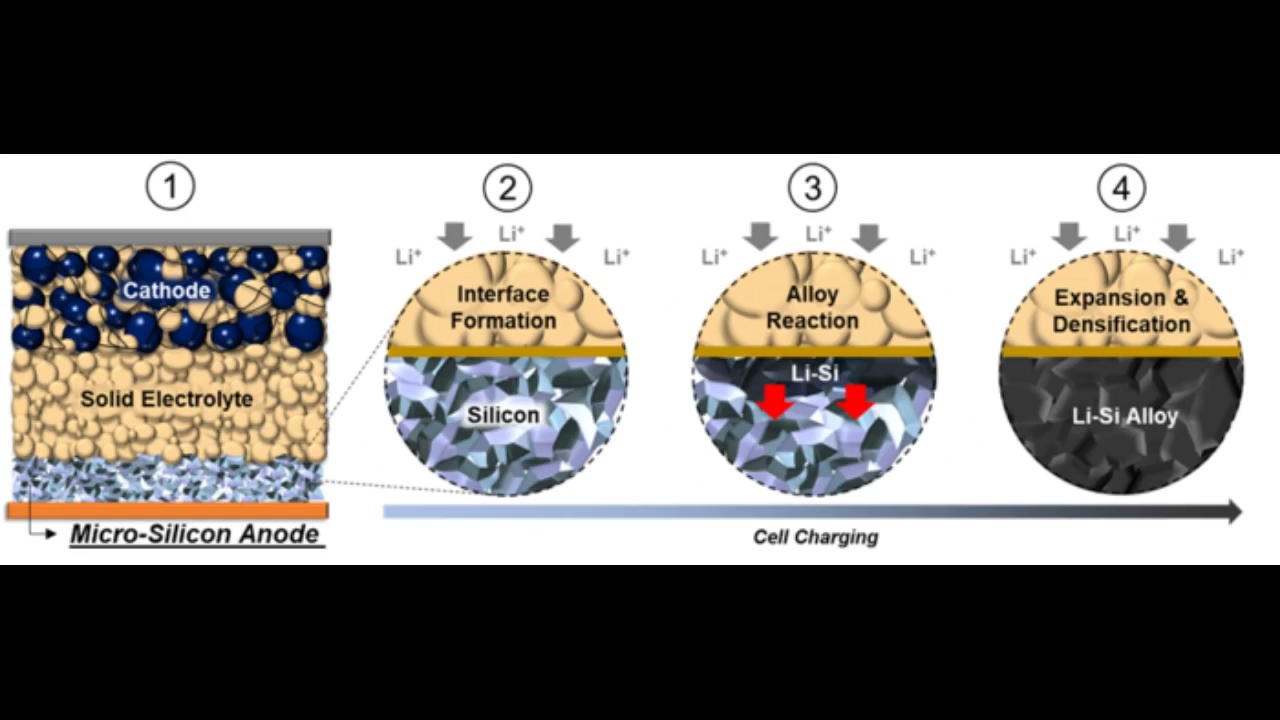 1
Cathode
Solid Electrolyte
Micro-Silicon Anode
2
Li⁺ Li⁺ Li⁺
Interface
Formation
Silicon
3
Li⁺ Li⁺ Li⁺
Alloy
Reaction
Li-Si
4
Li⁺ Li⁺ Li⁺
Expansion &
Densification
Li-Si Alloy
Cell Charging